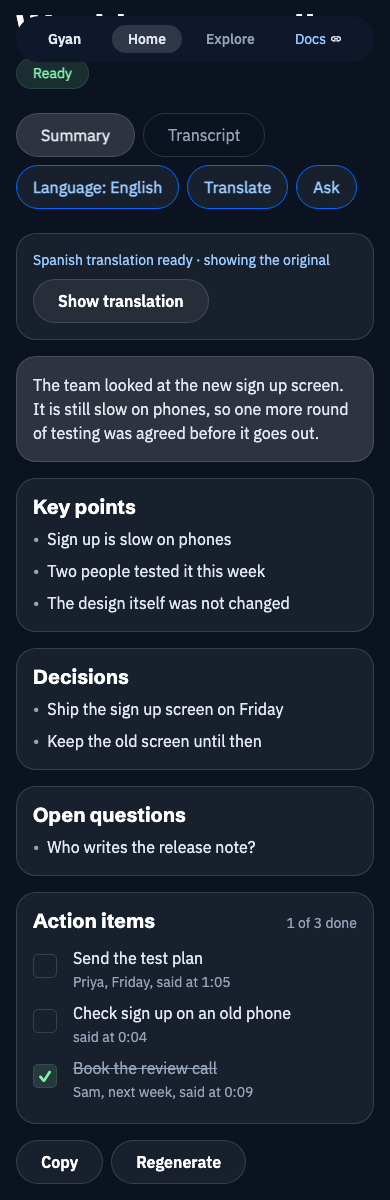 Gyan Home Explore Docs
Ready
Summary Transcript
Language: English Translate Ask
Spanish translation ready · showing the original
Show translation
The team looked at the new sign up screen.
It is still slow on phones, so one more round
of testing was agreed before it goes out.
Key points
• Sign up is slow on phones
• Two people tested it this week
• The design itself was not changed
Decisions
• Ship the sign up screen on Friday
• Keep the old screen until then
Open questions
• Who writes the release note?
Action items 1 of 3 done
Send the test plan
Priya, Friday, said at 1:05
Check sign up on an old phone
said at 0:04
Book the review call
Sam, next week, said at 0:09
Copy Regenerate